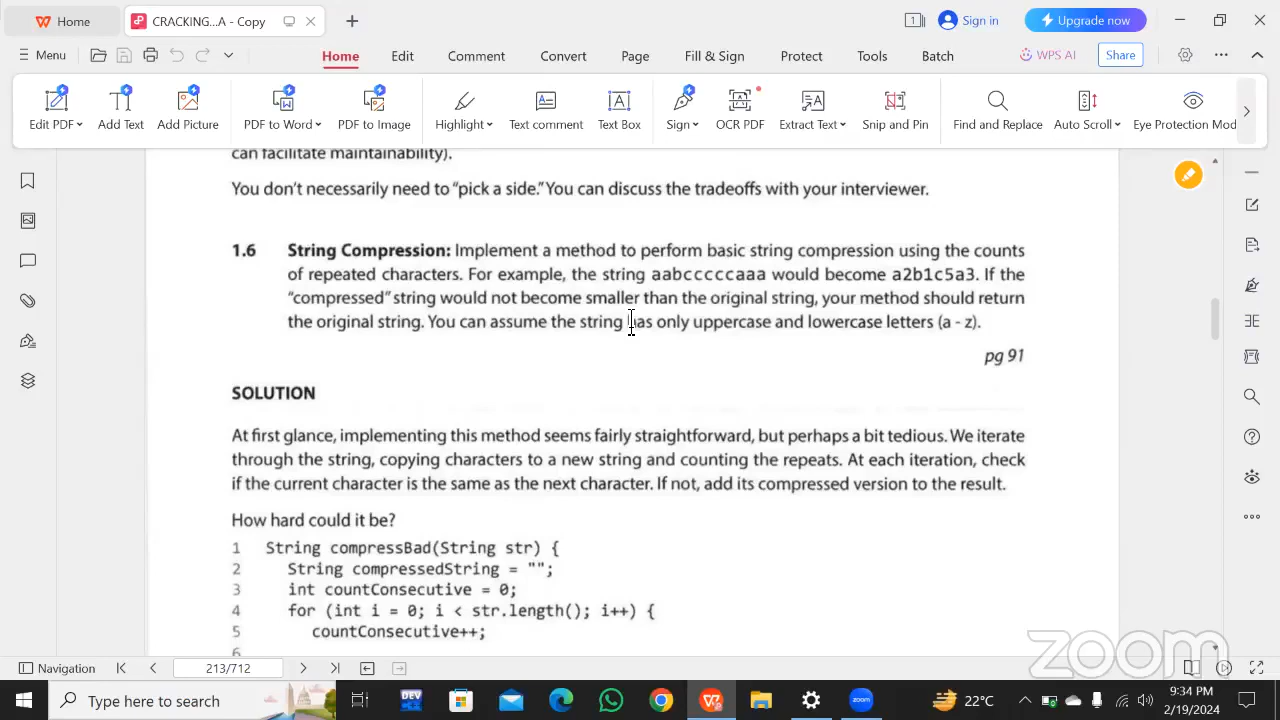 Home
CRACKING...A - Copy
1
Sign in
Upgrade now
Menu
Home
Edit
Comment
Convert
Page
Fill & Sign
Protect
Tools
Batch
WPS AI
Share
Edit PDF
Add Text
Add Picture
PDF to Word
PDF to Image
Highlight
Text comment
Text Box
Sign
OCR PDF
Extract Text
Snip and Pin
Find and Replace
Auto Scroll
Eye Protection Mod
can facilitate maintainability).
You don't necessarily need to "pick a side." You can discuss the tradeoffs with your interviewer.
1.6 String Compression: Implement a method to perform basic string compression using the counts
of repeated characters. For example, the string aabcccccaaa would become a2b1c5a3. If the
"compressed" string would not become smaller than the original string, your method should return
the original string. You can assume the string has only uppercase and lowercase letters (a - z).
pg 91
SOLUTION
At first glance, implementing this method seems fairly straightforward, but perhaps a bit tedious. We iterate
through the string, copying characters to a new string and counting the repeats. At each iteration, check
if the current character is the same as the next character. If not, add its compressed version to the result.
How hard could it be?
1 String compressBad(String str) {
2 String compressedString = "";
3 int countConsecutive = 0;
4 for (int i = 0; i < str.length(); i++) {
5 countConsecutive++;
6
zoom
Navigation
213/712
Type here to search
DEV
zoom
22°C
9:34 PM
2/19/2024